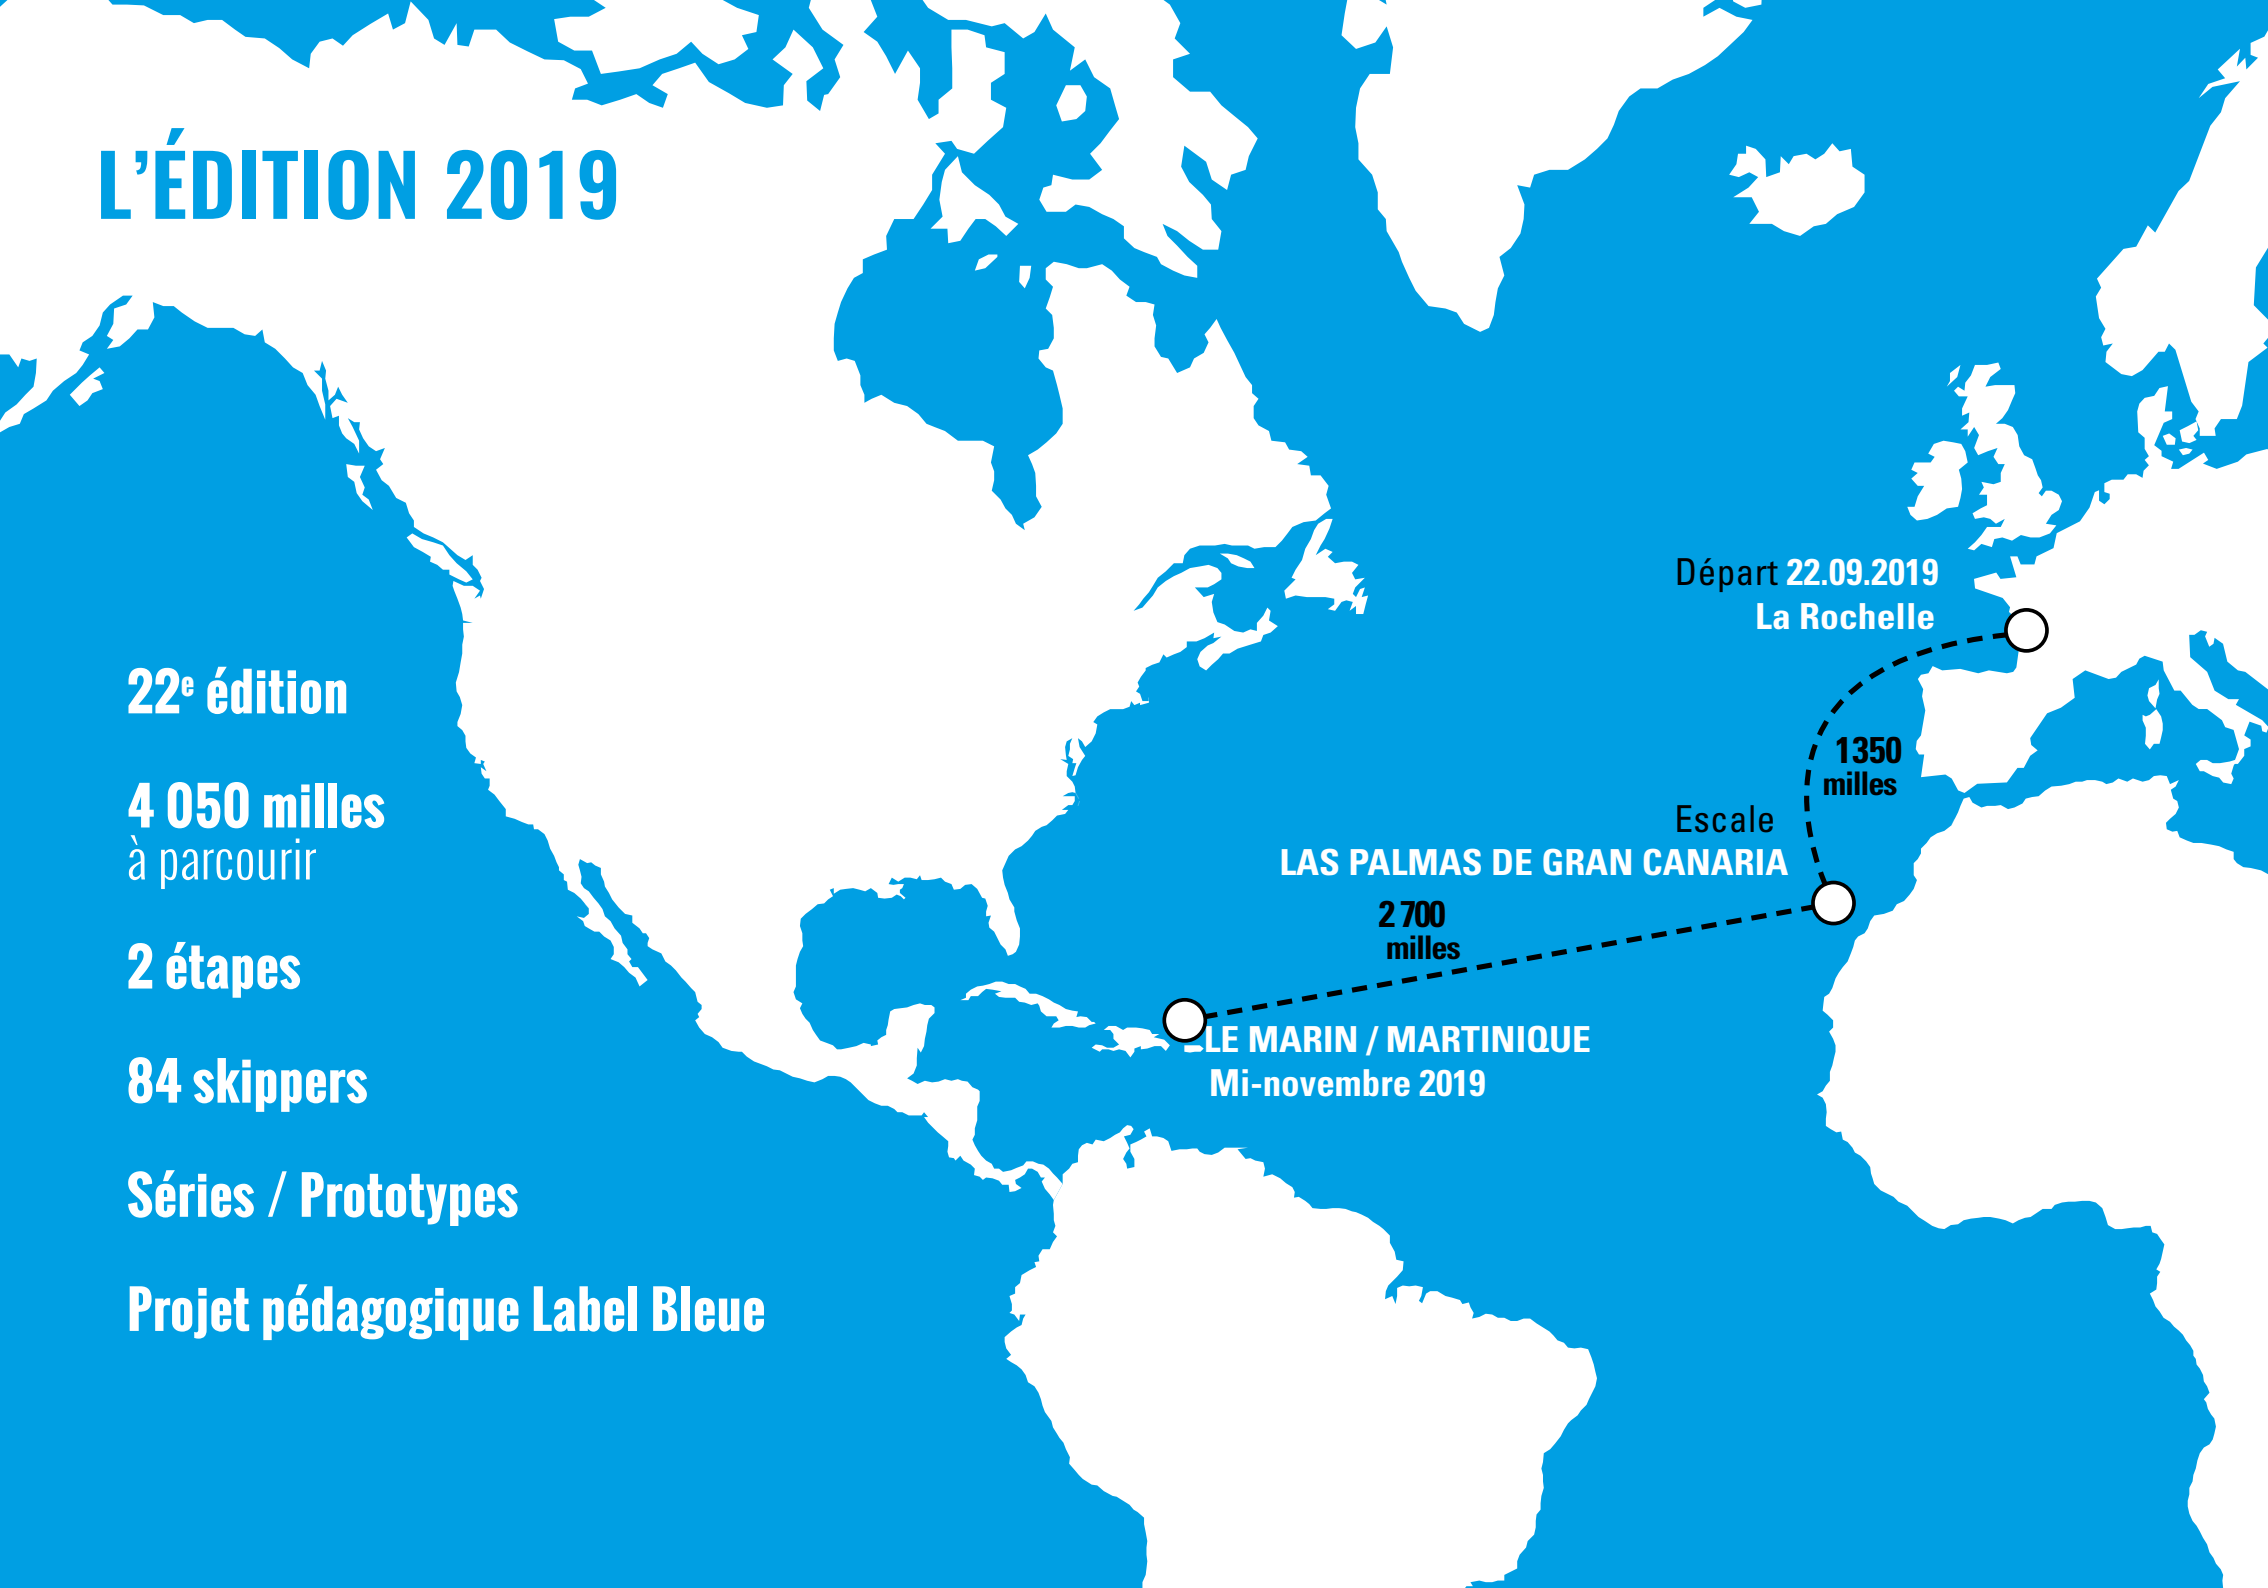 L’ÉDITION 2019
22e édition
4 050 milles
à parcourir
2 étapes
84 skippers
Séries / Prototypes
Projet pédagogique Label Bleue
Départ 22.09.2019
La Rochelle
1350
milles
Escale
LAS PALMAS DE GRAN CANARIA
2 700
milles
LE MARIN / MARTINIQUE
Mi-novembre 2019